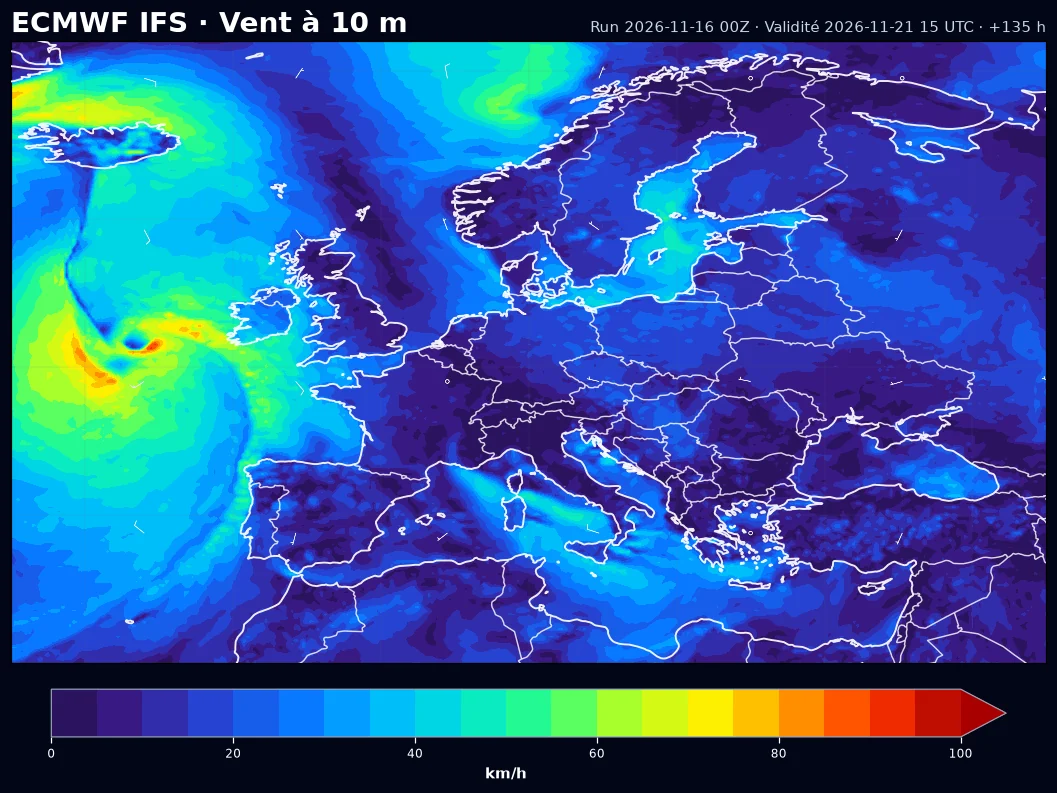 ECMWF IFS · Vent à 10 m
Run 2026-11-16 00Z · Validité 2026-11-21 15 UTC · +135 h
0 20 40 60 80 100
km/h